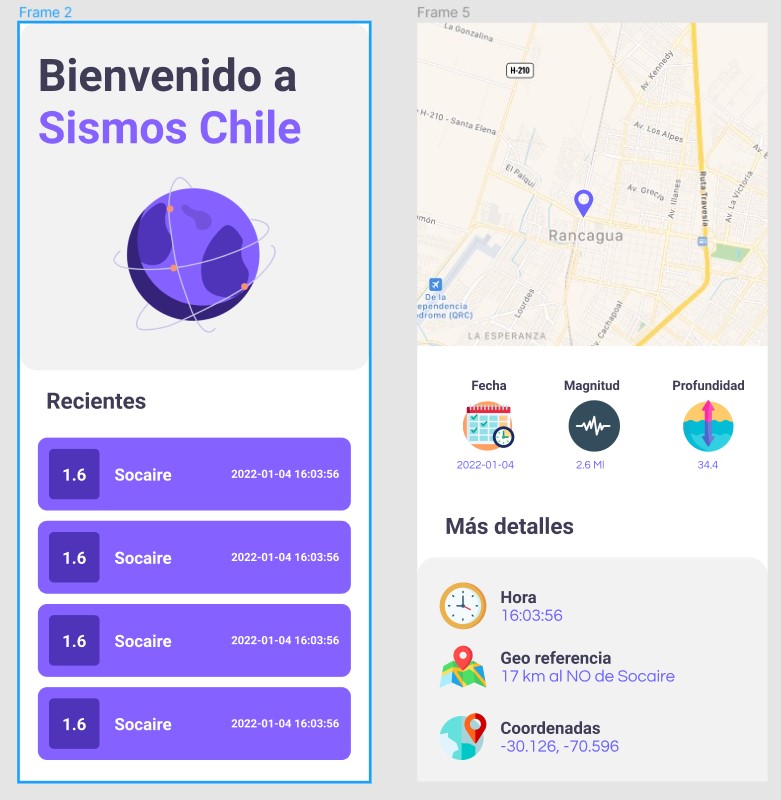 Frame 2
Bienvenido a
Sismos Chile
Recientes
1.6 Socaire 2022-01-04 16:03:56
1.6 Socaire 2022-01-04 16:03:56
1.6 Socaire 2022-01-04 16:03:56
1.6 Socaire 2022-01-04 16:03:56
Frame 5
La Gonzalina
H-210
Av. Kennedy
H-210 - Santa Elena
Av. Los Alpes
El Palqui
Av. Grecia
Av. Illanes
Ruta Travesía
Av. La Victoria
Rancagua
De la
Lourdes
Av. Cachapoal
LA ESPERANZA
Fecha Magnitud Profundidad
2022-01-04 2.6 Ml 34.4
Más detalles
Hora
16:03:56
Geo referencia
17 km al NO de Socaire
Coordenadas
-30.126, -70.596